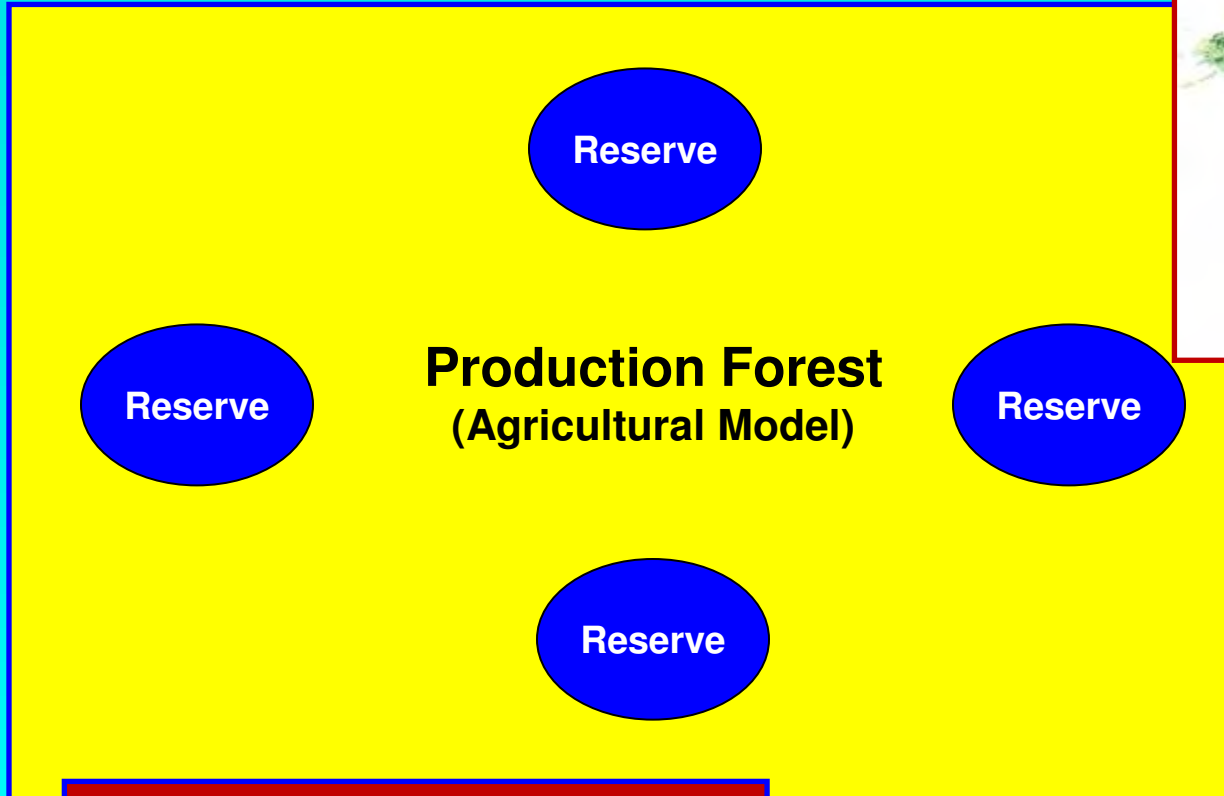 Reserve
Production Forest
(Agricultural Model)
Reserve
Reserve
Reserve